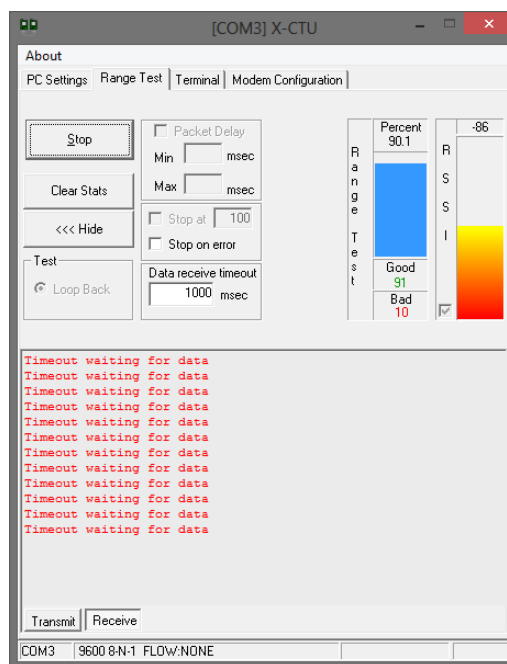 [COM3] X-CTU
About
PC Settings Range Test Terminal Modem Configuration
Stop
Clear Stats
<<< Hide
Test
Loop Back
Packet Delay
Min msec
Max msec
Stop at 100
Stop on error
Data receive timeout
1000 msec
Range Test
Percent
90.1
Good
91
Bad
10
RSSI
-86
Timeout waiting for data
Timeout waiting for data
Timeout waiting for data
Timeout waiting for data
Timeout waiting for data
Timeout waiting for data
Timeout waiting for data
Timeout waiting for data
Timeout waiting for data
Timeout waiting for data
Timeout waiting for data
Timeout waiting for data
Transmit Receive
COM3 9600 8-N-1 FLOW:NONE